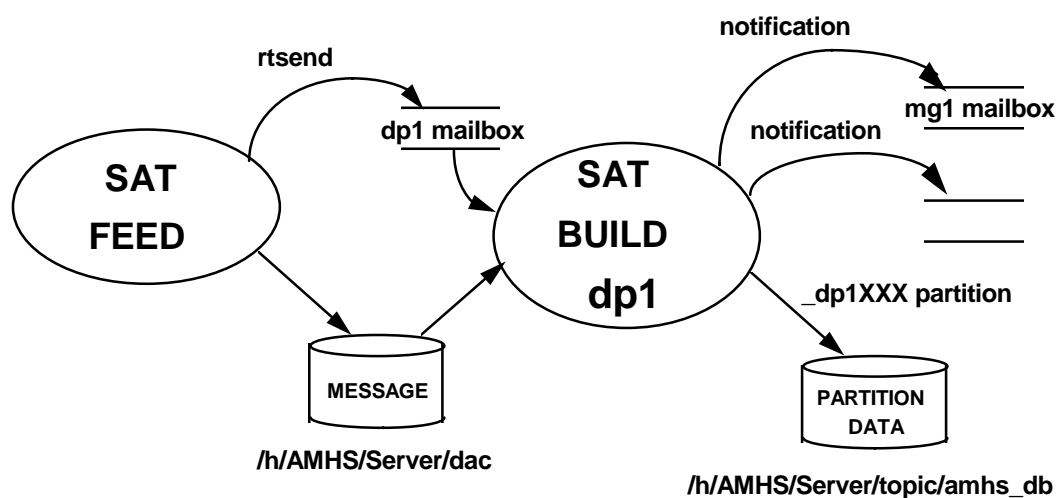 notification
rtsend
mg1 mailbox
dp1 mailbox
notification
SAT
FEED
SAT
BUILD
dp1
_dp1XXX partition
MESSAGE
PARTITION
DATA
/h/AMHS/Server/dac
/h/AMHS/Server/topic/amhs_db